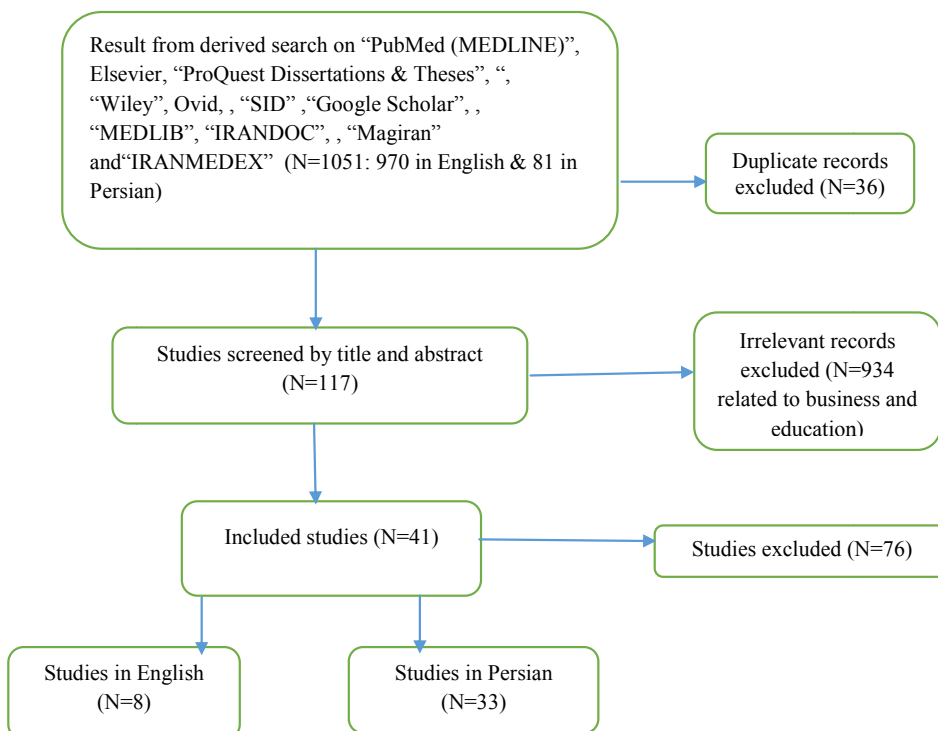 Result from derived search on “PubMed (MEDLINE)”,
Elsevier, “ProQuest Dissertations & Theses”, “,
“Wiley”, Ovid, , “SID” ,“Google Scholar”, ,
“MEDLIB”, “IRANDOC”, , “Magiran”
and“IRANMEDEX” (N=1051: 970 in English & 81 in
Persian)
Duplicate records
excluded (N=36)
Studies screened by title and abstract
(N=117)
Irrelevant records
excluded (N=934
related to business and
education)
Included studies (N=41)
Studies excluded (N=76)
Studies in English
(N=8)
Studies in Persian
(N=33)